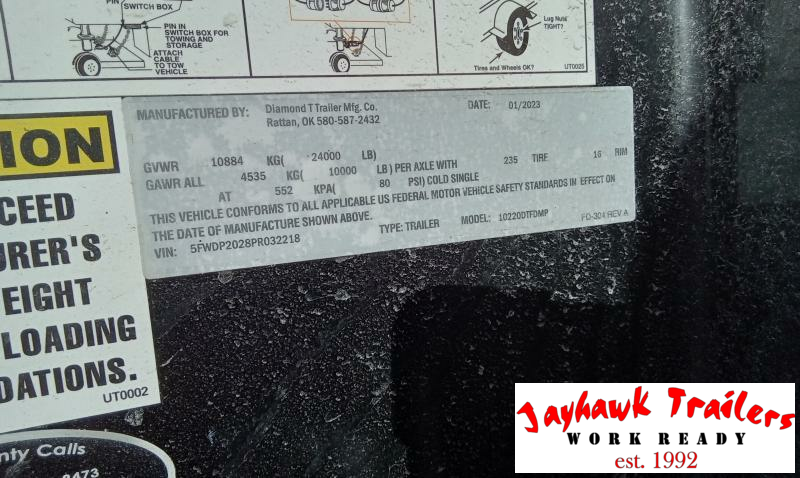 PIN
SWITCH BOX
PIN IN
SWITCH BOX FOR
TOWING AND
STORAGE
ATTACH
CABLE
TO TOW
VEHICLE
Lug Nuts
TIGHT?
Tires and Wheels OK?
UT0025
MANUFACTURED BY: Diamond T Trailer Mfg. Co. DATE: 01/2023
Rattan, OK 580-587-2432
GVWR 10884 KG( 24000 LB)
GAWR ALL 4535 KG( 10000 LB) PER AXLE WITH 235 TIRE 16 RIM
AT 552 KPA( 80 PSI) COLD SINGLE
THIS VEHICLE CONFORMS TO ALL APPLICABLE US FEDERAL MOTOR VEHICLE SAFETY STANDARDS IN EFFECT ON
THE DATE OF MANUFACTURE SHOWN ABOVE.
VIN: 5FWDP2028PR032218 TYPE: TRAILER MODEL: 10220DTFDMP FO-304 REV A
ION
CEED
URER'S
EIGHT
LOADING
DATIONS.
UT0002
nty Calls
8473
Jayhawk Trailers
WORK READY
est. 1992